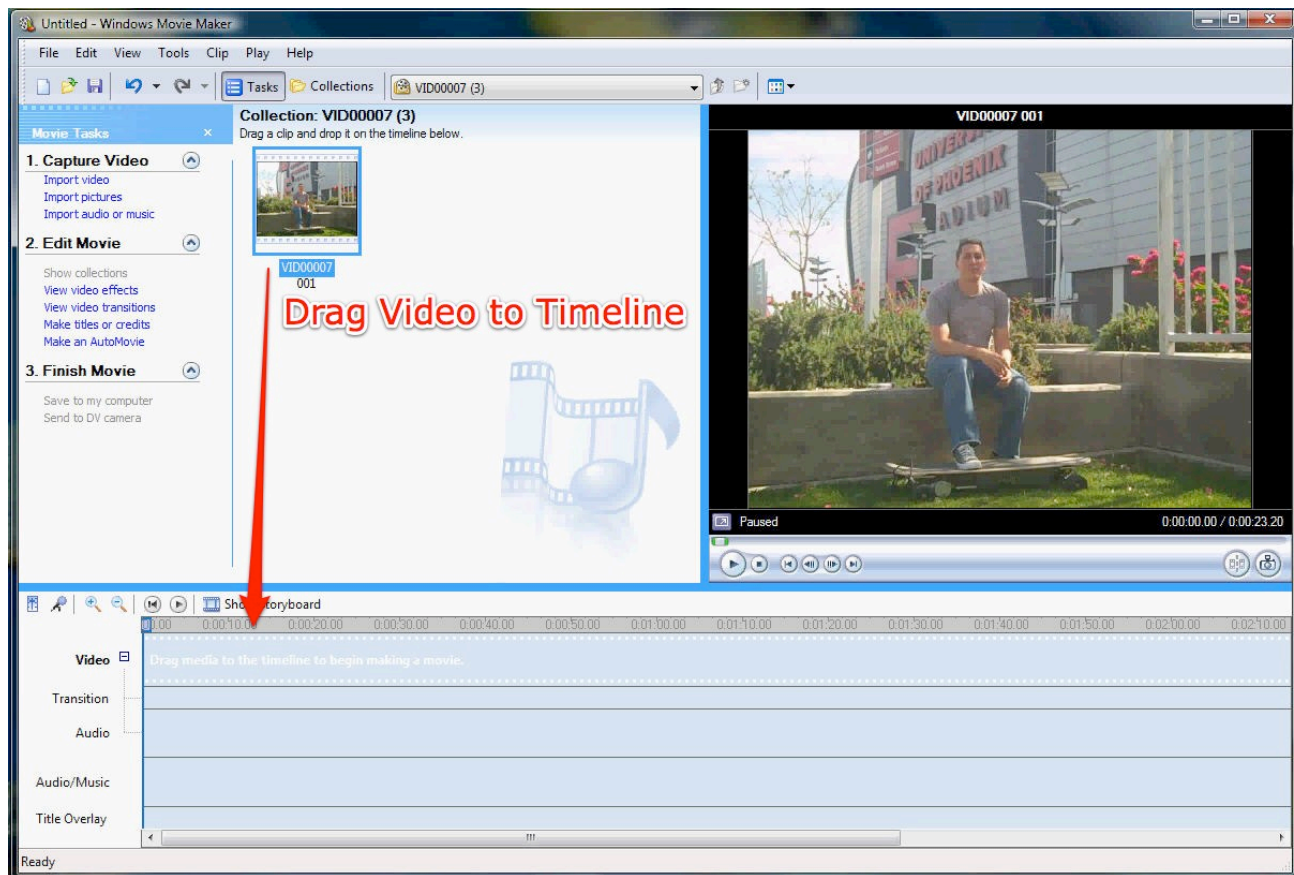 Untitled - Windows Movie Maker
File Edit View Tools Clip Play Help
Tasks Collections VID00007 (3)
Movie Tasks
1. Capture Video
Import video
Import pictures
Import audio or music
2. Edit Movie
Show collections
View video effects
View video transitions
Make titles or credits
Make an AutoMovie
3. Finish Movie
Save to my computer
Send to DV camera
Collection: VID00007 (3)
Drag a clip and drop it on the timeline below.
VID00007
001
Drag Video to Timeline
VID00007 001
UNIVERSITY
OF PHOENIX
Paused 0:00:00.00 / 0:00:23.20
0:00:20.00 0:00:30.00 0:00:40.00 0:00:50.00 0:01:00.00 0:01:10.00 0:01:20.00 0:01:30.00 0:01:40.00 0:01:50.00 0:02:00.00 0:02:10.00
Video Drag media to the timeline to begin making a movie.
Transition
Audio
Audio/Music
Title Overlay
Ready